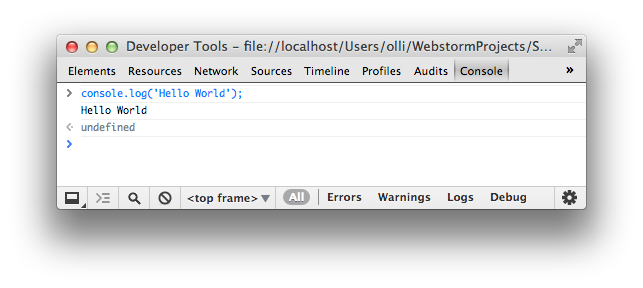 Developer Tools - file://localhost/Users/olli/WebstormProjects/S...
Elements Resources Network Sources Timeline Profiles Audits Console »
> console.log('Hello World');
Hello World
undefined
>
<top frame> ▼ All Errors Warnings Logs Debug